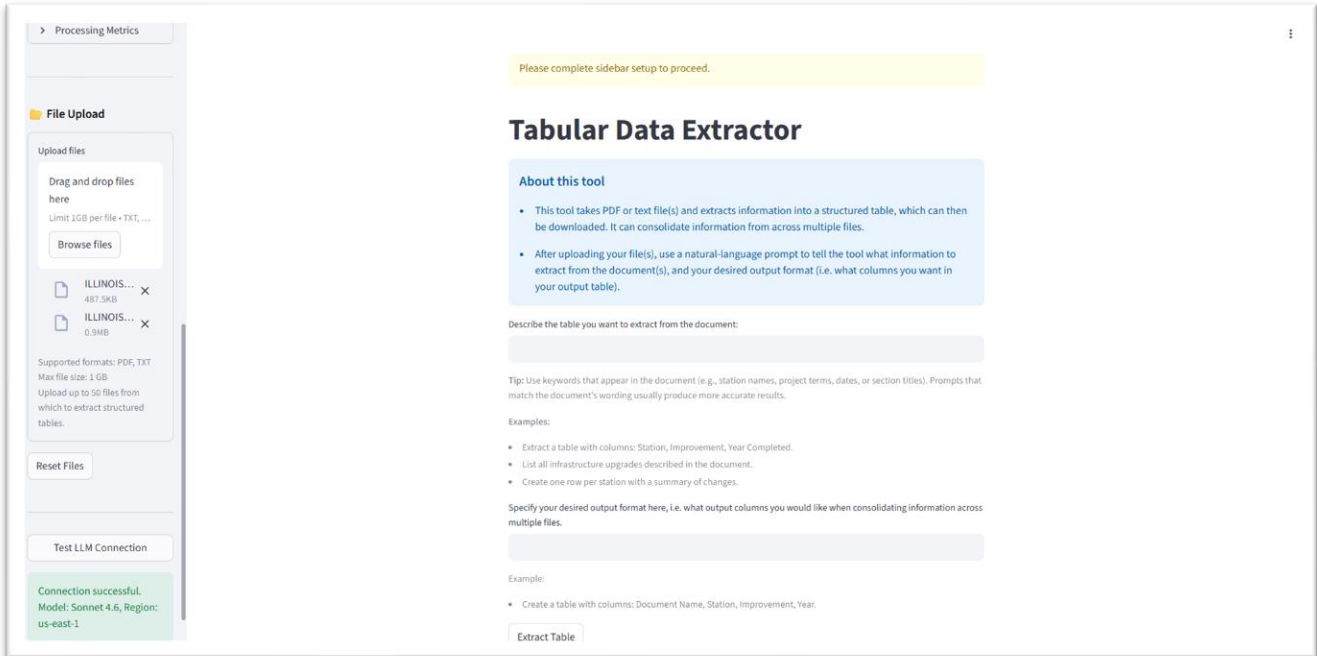 Processing Metrics
File Upload
Upload files
Drag and drop files
here
Limit 1GB per file • TXT, ...
Browse files
ILLINOIS...
487.5KB
ILLINOIS...
0.9MB
Supported formats: PDF, TXT
Max file size: 1 GB
Upload up to 50 files from
which to extract structured
tables.
Reset Files
Test LLM Connection
Connection successful.
Model: Sonnet 4.6, Region:
us-east-1
Please complete sidebar setup to proceed.
Tabular Data Extractor
About this tool
• This tool takes PDF or text file(s) and extracts information into a structured table, which can then
be downloaded. It can consolidate information from across multiple files.
• After uploading your file(s), use a natural-language prompt to tell the tool what information to
extract from the document(s), and your desired output format (i.e. what columns you want in
your output table).
Describe the table you want to extract from the document:
Tip: Use keywords that appear in the document (e.g., station names, project terms, dates, or section titles). Prompts that
match the document's wording usually produce more accurate results.
Examples:
• Extract a table with columns: Station, Improvement, Year Completed.
• List all infrastructure upgrades described in the document.
• Create one row per station with a summary of changes.
Specify your desired output format here, i.e. what output columns you would like when consolidating information across
multiple files.
Example:
• Create a table with columns: Document Name, Station, Improvement, Year.
Extract Table